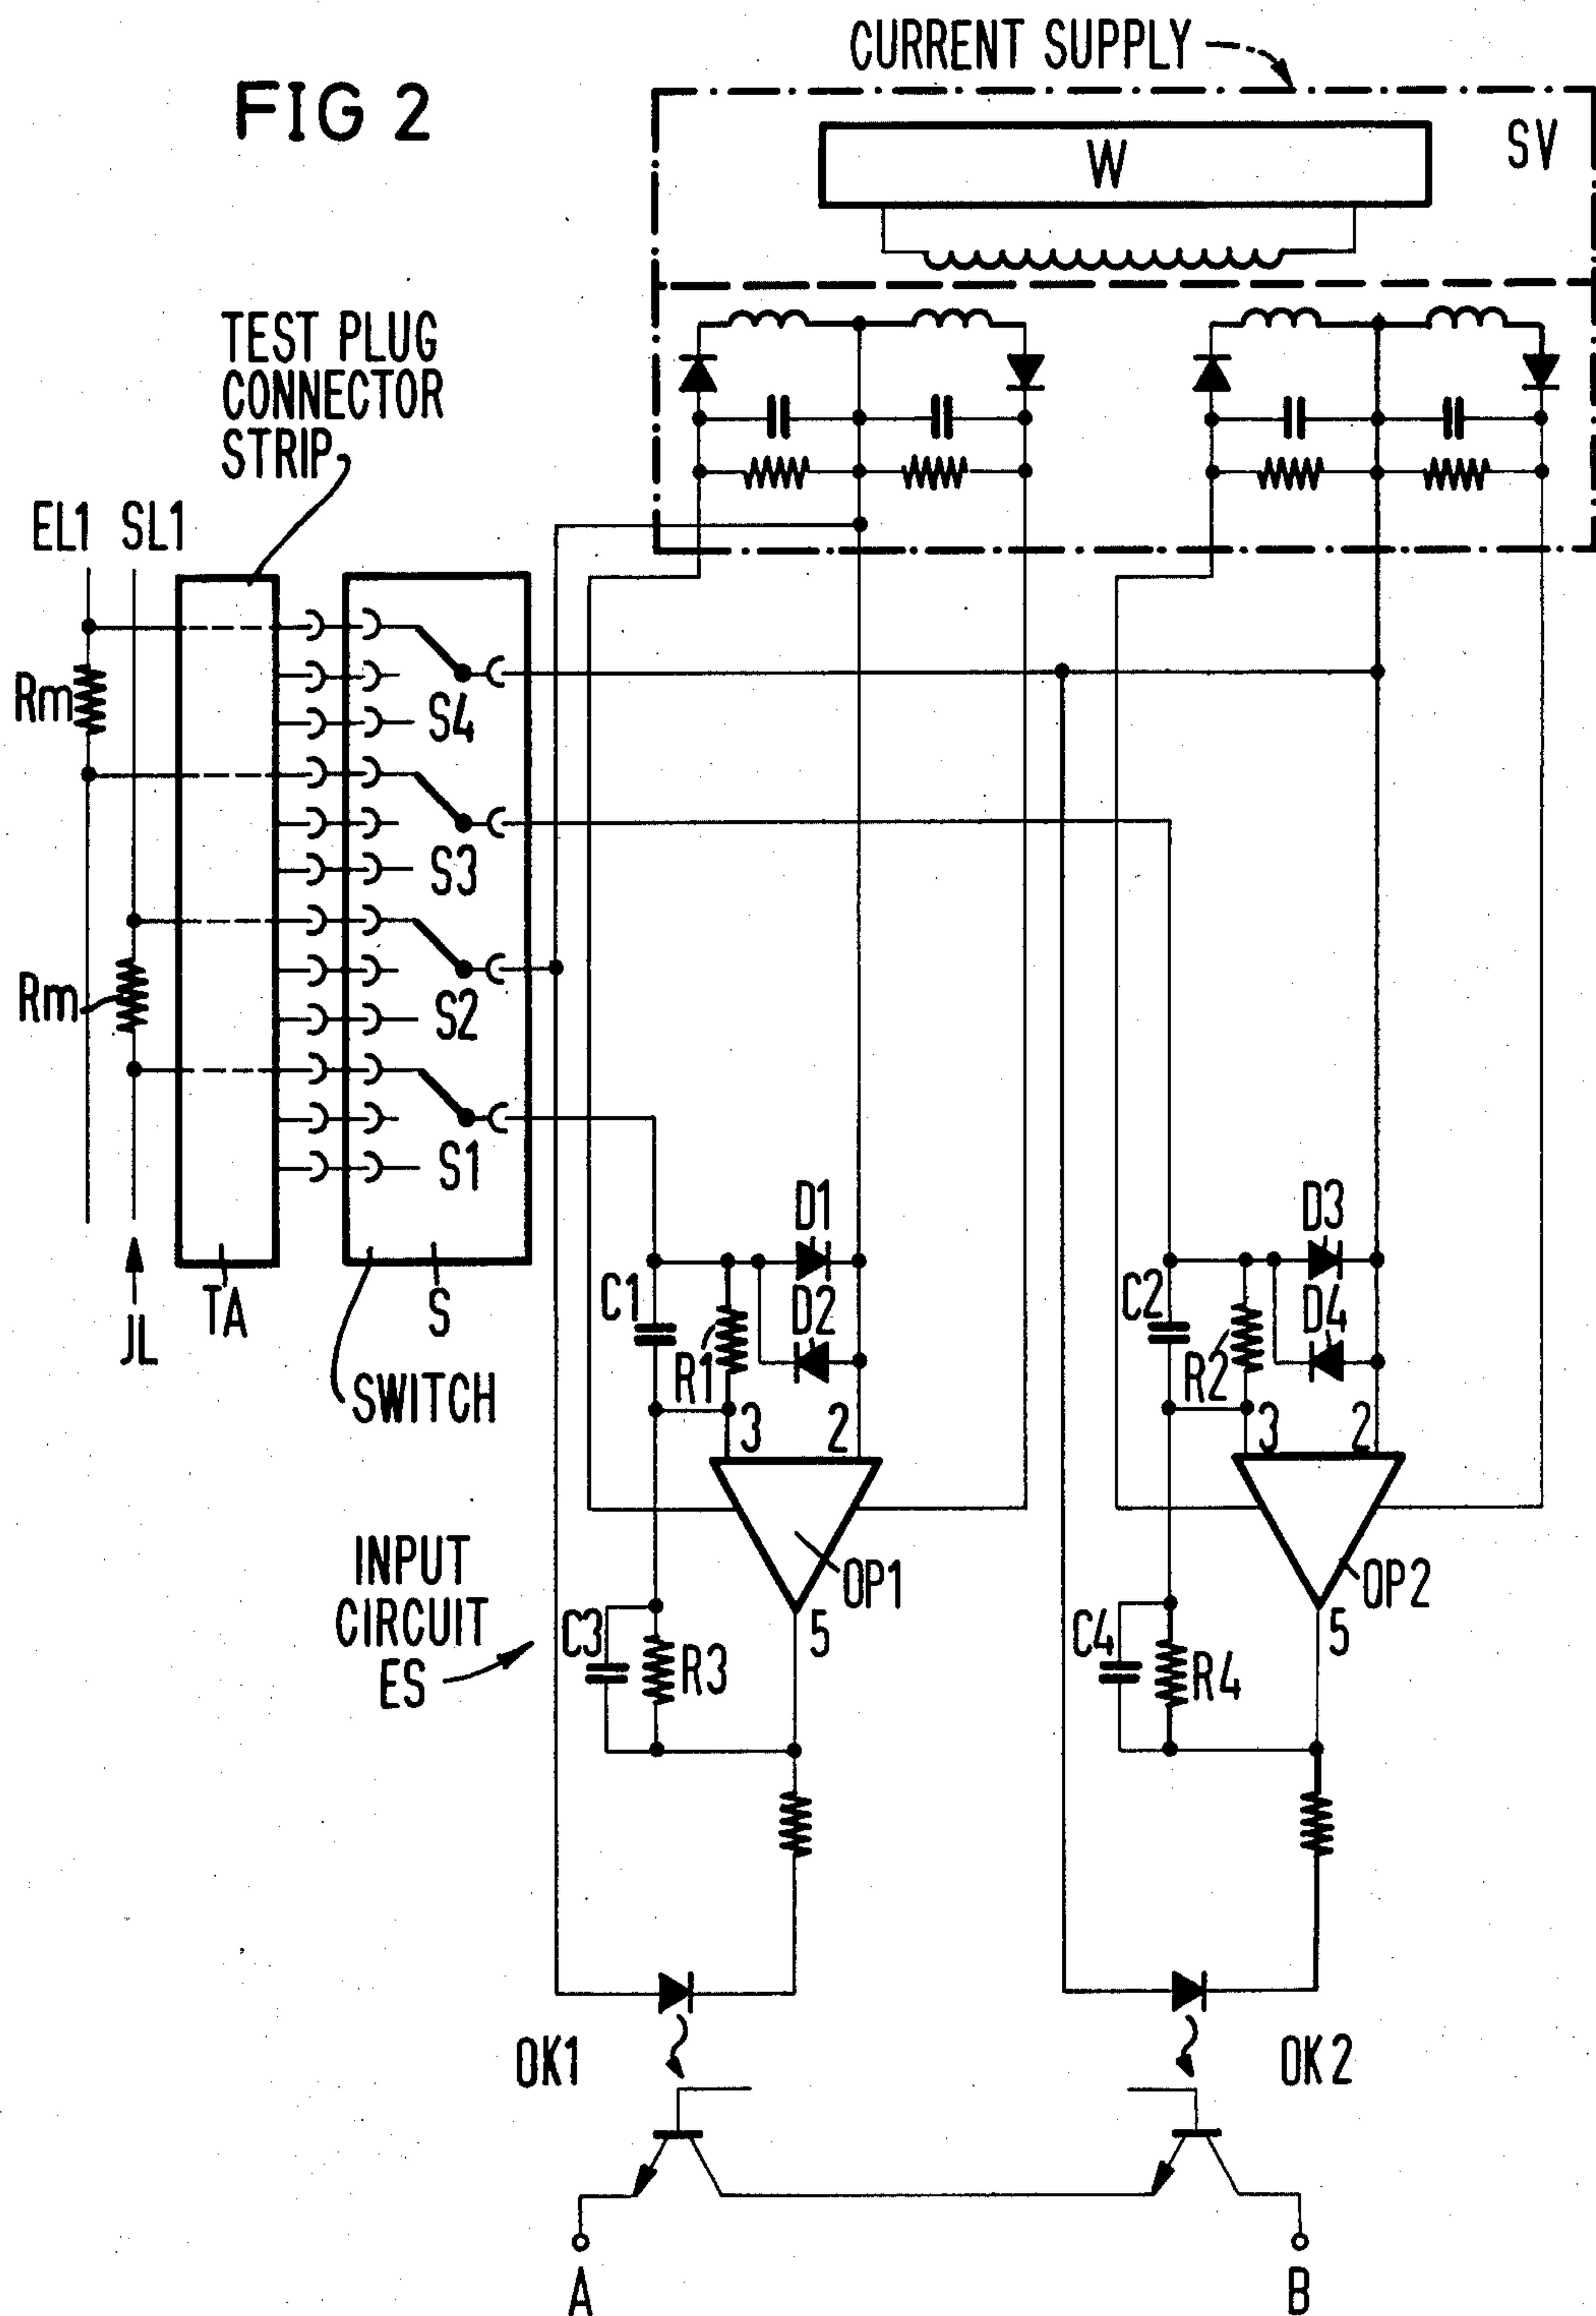 CURRENT SUPPLY
FIG 2
W
SV
TEST PLUG
CONNECTOR
STRIP
EL1 SL1
Rm
S4
S3
Rm
S2
S1
D1
D3
C1
D2
C2
D4
TA
S
JL
R1
R2
SWITCH
3
2
3
2
INPUT
CIRCUIT
ES
OP1
OP2
C3
5
C4
5
R3
R4
OK1
OK2
A
B